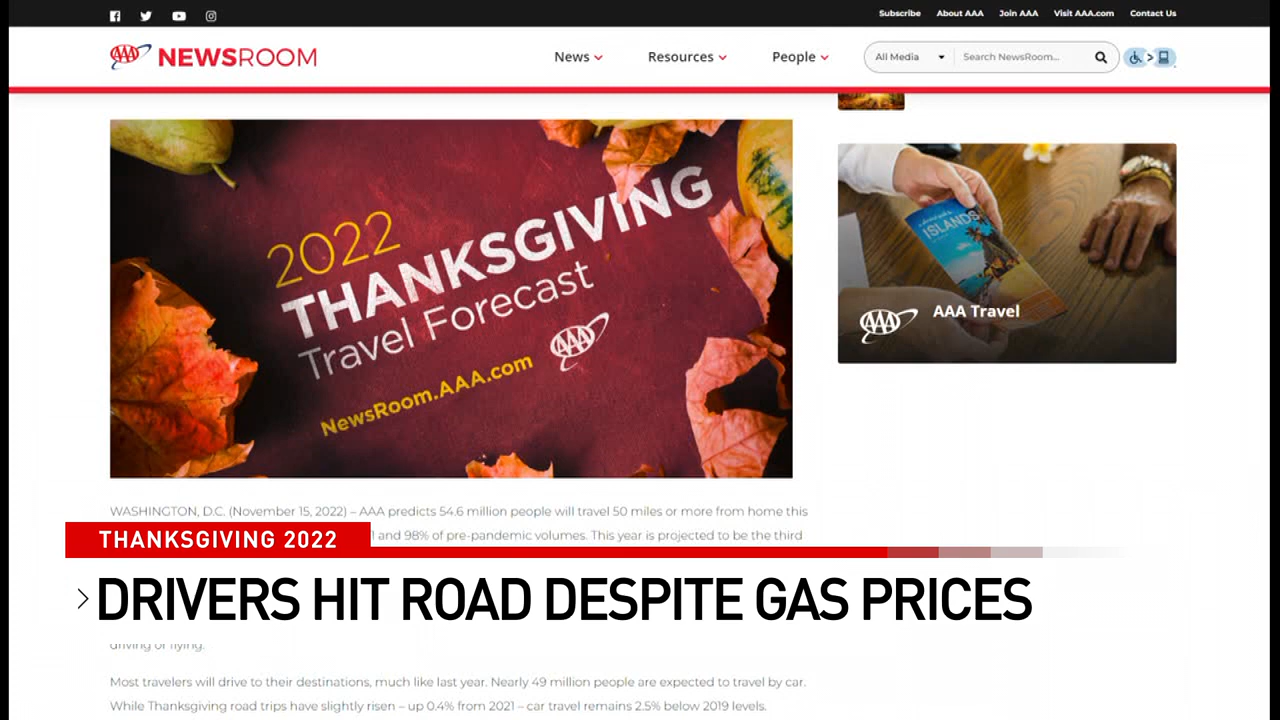 Subscribe About AAA Join AAA Visit AAA.com Contact Us
AAA NEWSROOM
News Resources People All Media Search NewsRoom...
2022
THANKSGIVING
Travel Forecast
NewsRoom.AAA.com
AAA
ISLANDS
AAA AAA Travel
WASHINGTON, D.C. (November 15, 2022) – AAA predicts 54.6 million people will travel 50 miles or more from home this
and 98% of pre-pandemic volumes. This year is projected to be the third
THANKSGIVING 2022
DRIVERS HIT ROAD DESPITE GAS PRICES
driving or flying.
Most travelers will drive to their destinations, much like last year. Nearly 49 million people are expected to travel by car.
While Thanksgiving road trips have slightly risen – up 0.4% from 2021 – car travel remains 2.5% below 2019 levels.